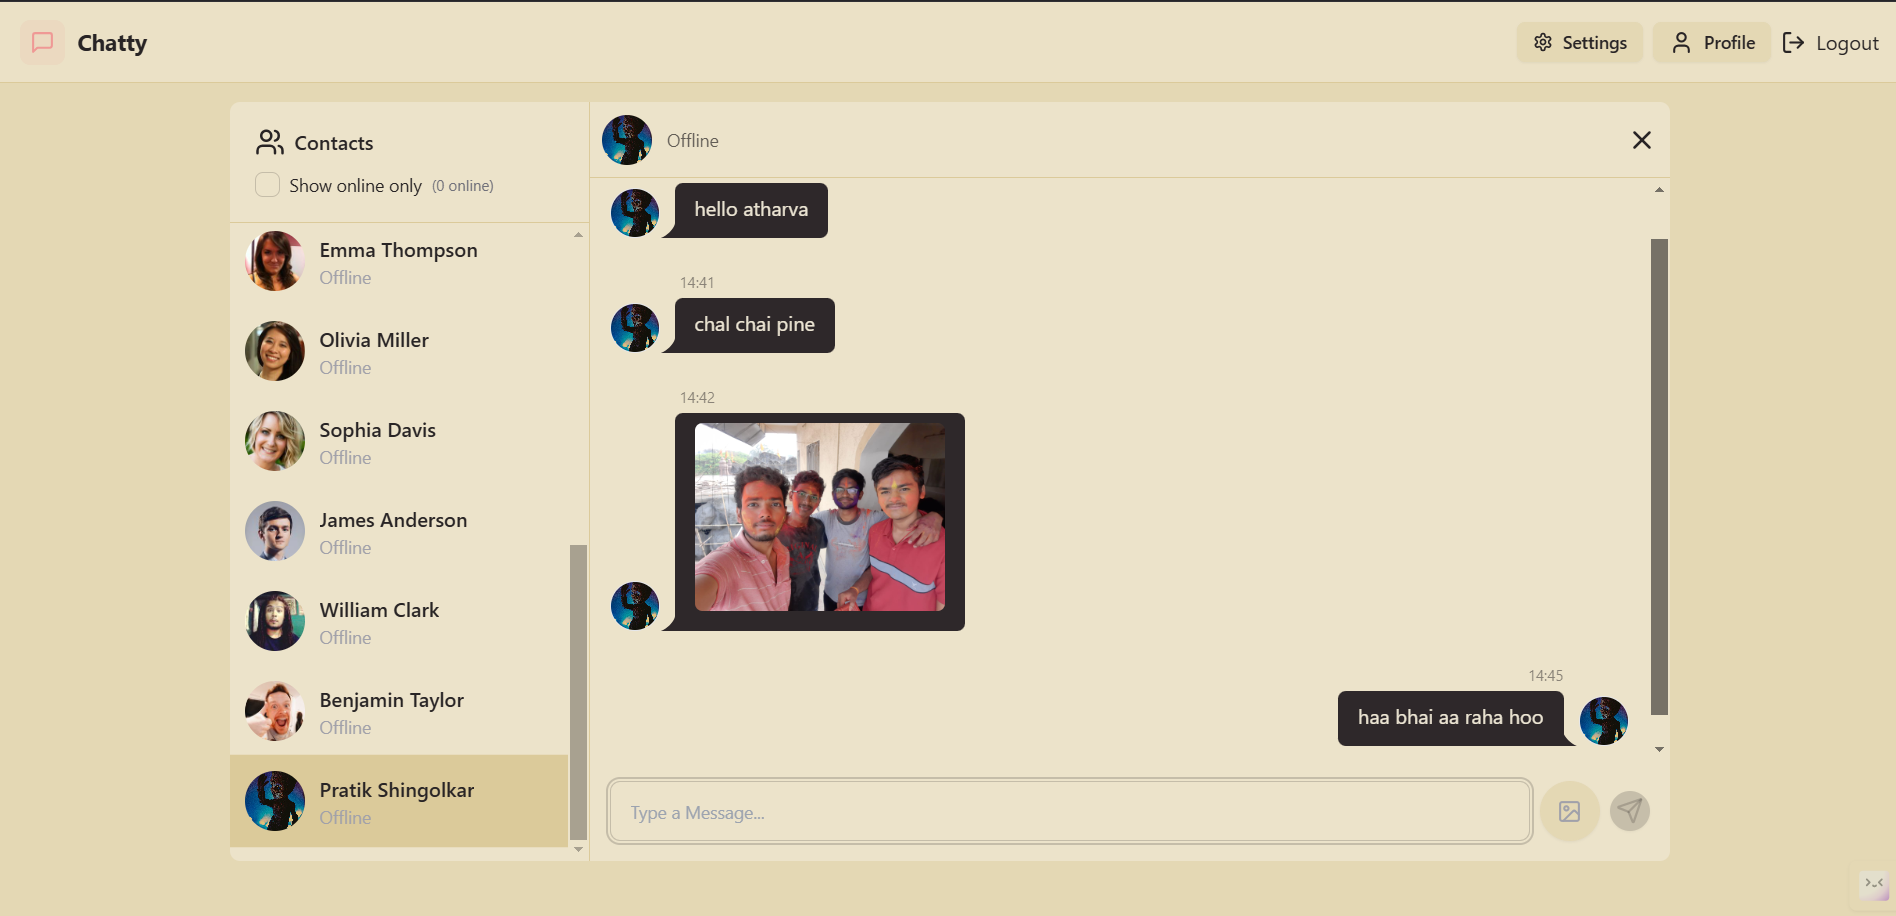 Chatty
Settings
Profile
Logout
Contacts
Show online only (0 online)
Emma Thompson
Offline
Olivia Miller
Offline
Sophia Davis
Offline
James Anderson
Offline
William Clark
Offline
Benjamin Taylor
Offline
Pratik Shingolkar
Offline
Offline
hello atharva
14:41
chal chai pine
14:42
14:45
haa bhai aa raha hoo
Type a Message...